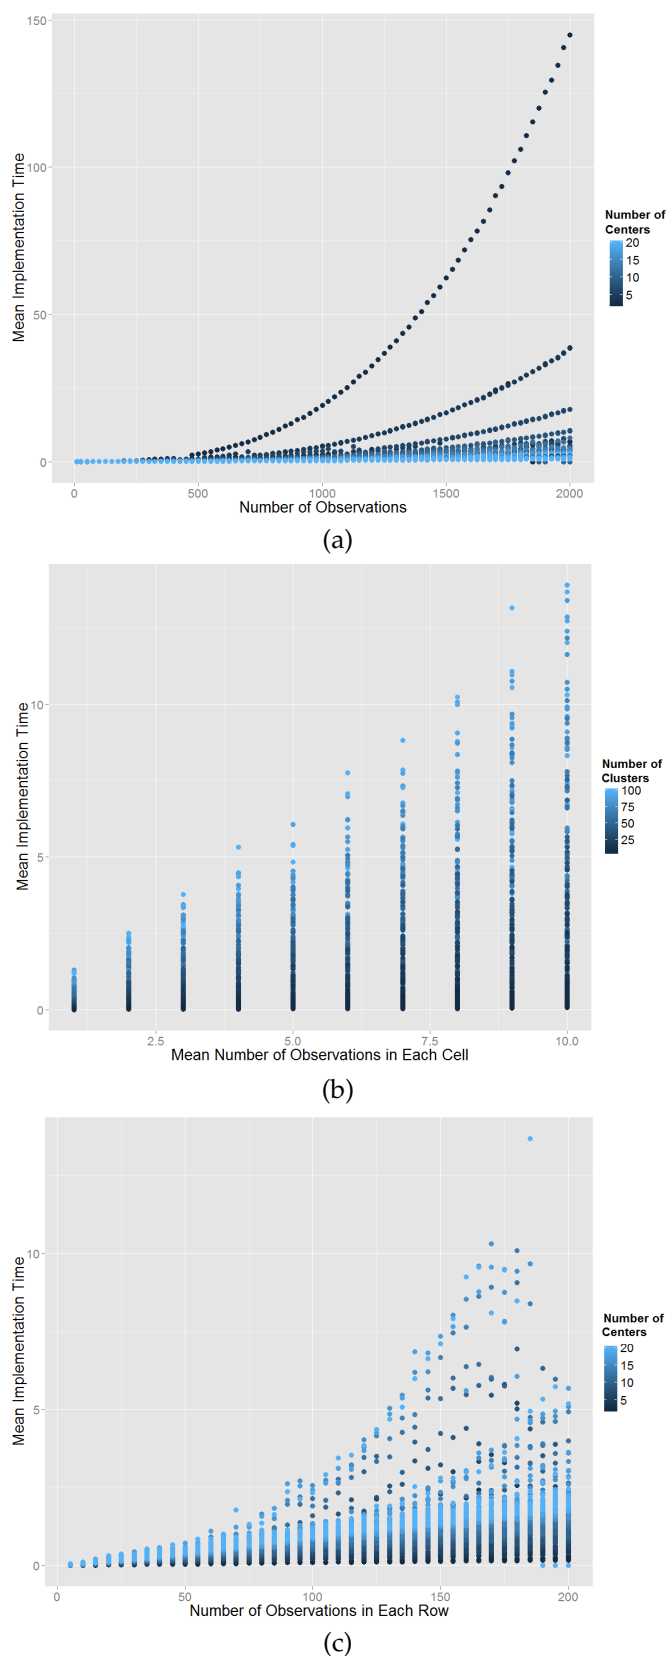 150
100
50
0
Mean Implementation Time
0 500 1000 1500 2000
Number of Observations
Number of
Centers
20
15
10
5
(a)
10
5
0
Mean Implementation Time
2.5 5.0 7.5 10.0
Mean Number of Observations in Each Cell
Number of
Clusters
100
75
50
25
(b)
10
5
0
Mean Implementation Time
0 50 100 150 200
Number of Observations in Each Row
Number of
Centers
20
15
10
5
(c)